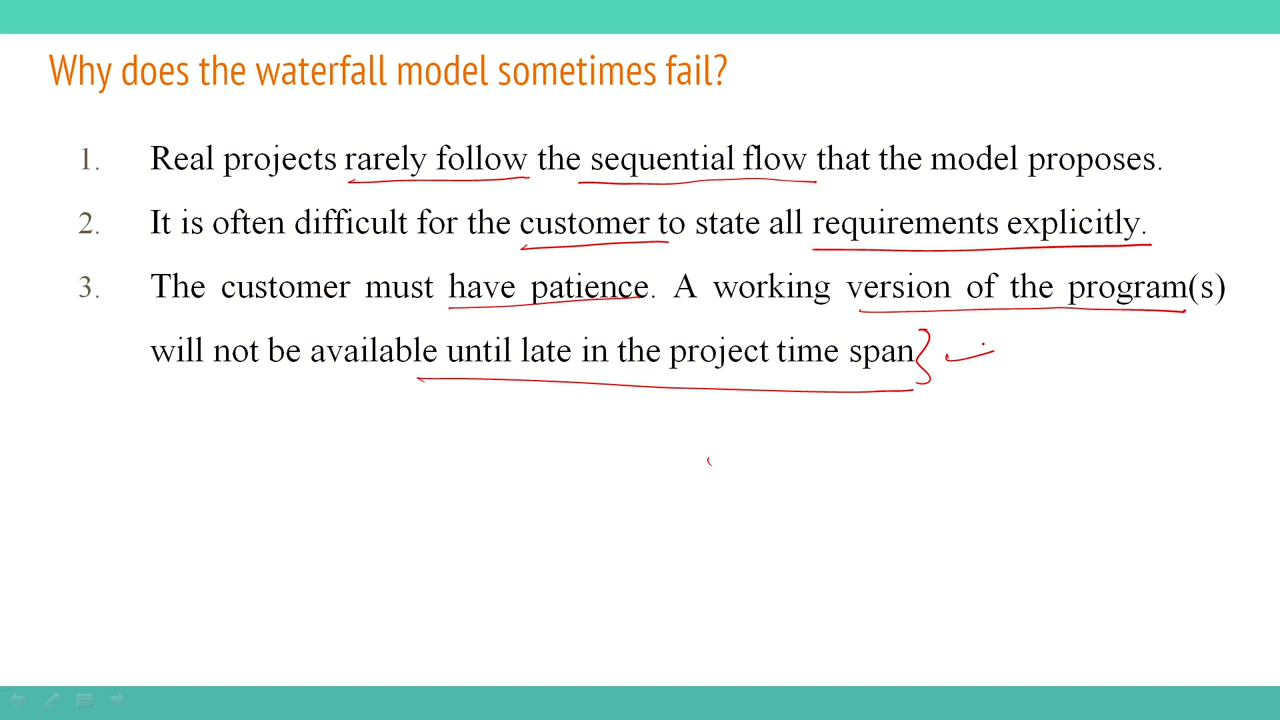 Why does the waterfall model sometimes fail?
1. Real projects rarely follow the sequential flow that the model proposes.
2. It is often difficult for the customer to state all requirements explicitly.
3. The customer must have patience. A working version of the program(s)
will not be available until late in the project time span